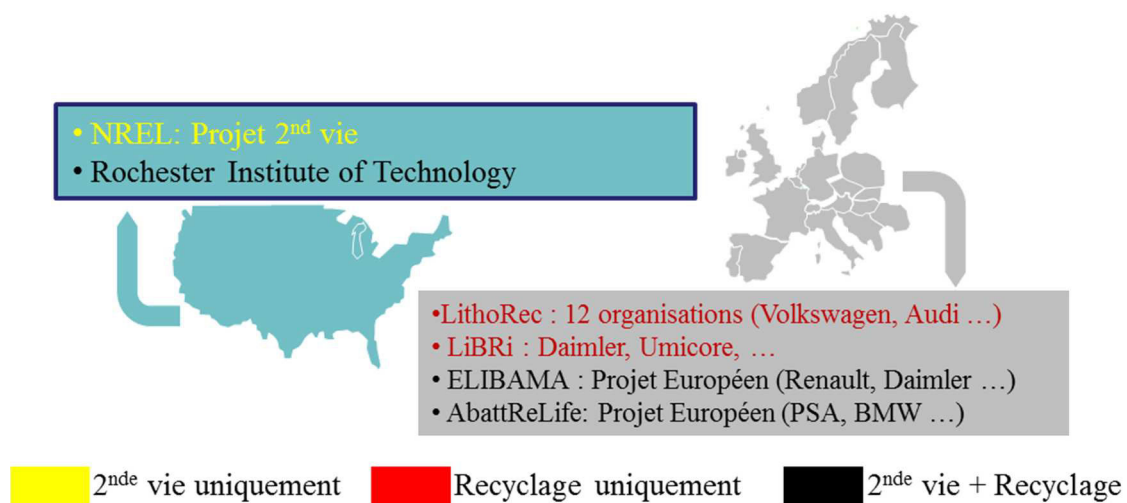 • NREL: Projet 2nd vie
• Rochester Institute of Technology
•LithoRec : 12 organisations (Volkswagen, Audi …)
• LiBRi : Daimler, Umicore, …
• ELIBAMA : Projet Européen (Renault, Daimler …)
• AbattReLife: Projet Européen (PSA, BMW …)
2nde vie uniquement
Recyclage uniquement
2nde vie + Recyclage